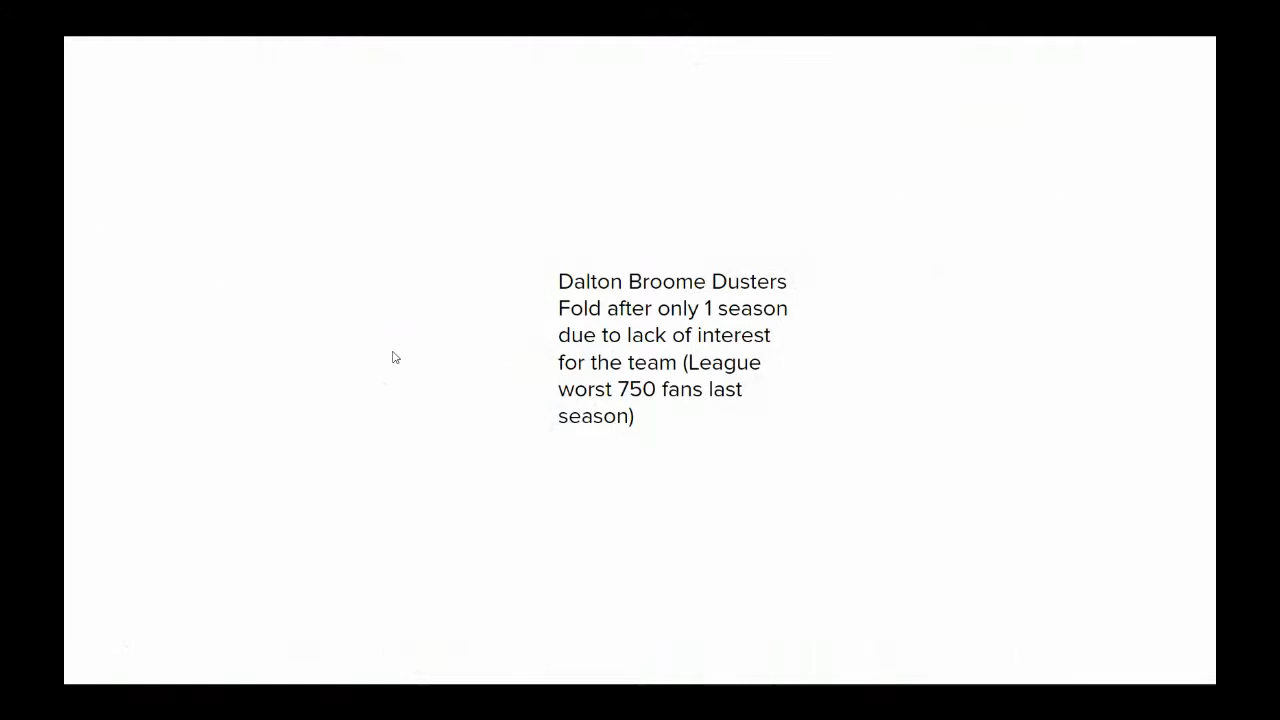 Dalton Broome Dusters
Fold after only 1 season
due to lack of interest
for the team (League
worst 750 fans last
season)